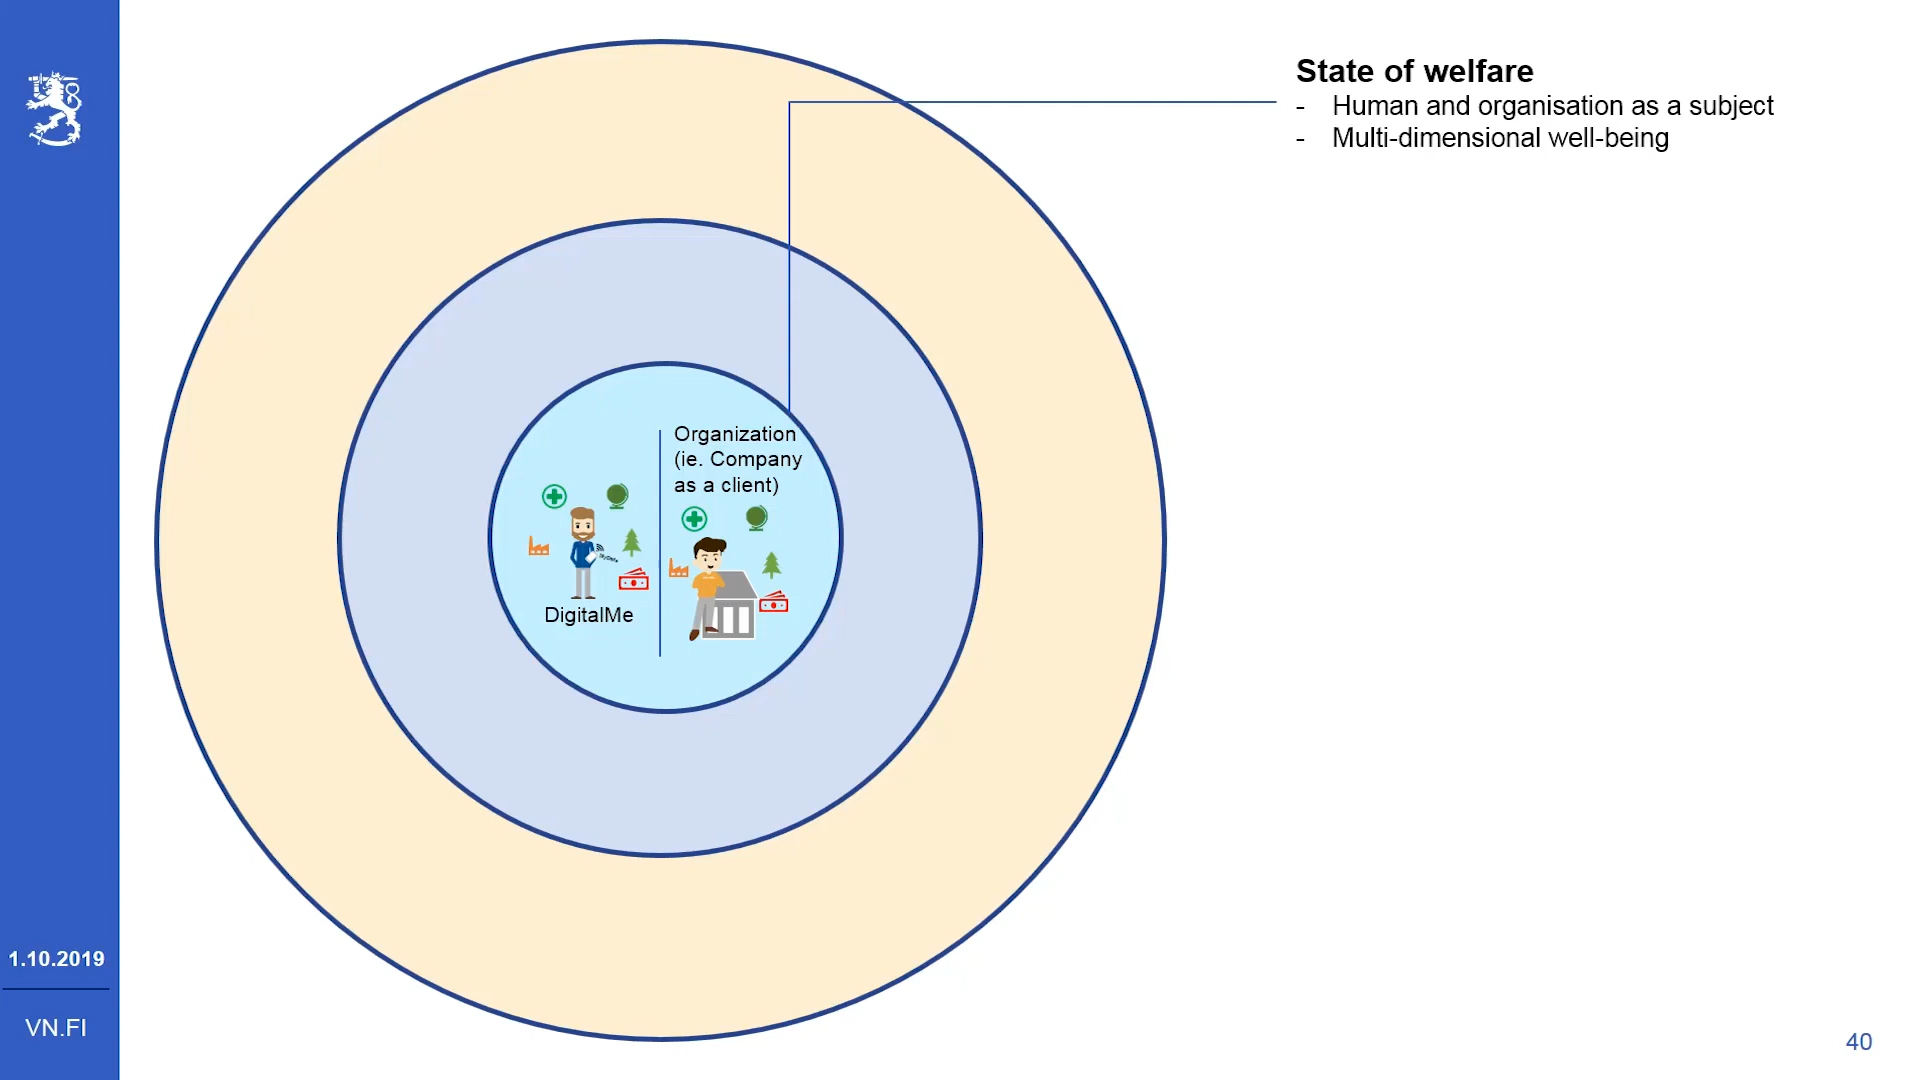 State of welfare
- Human and organisation as a subject
- Multi-dimensional well-being
Organization
(ie. Company
as a client)
DigitalMe
1.10.2019
VN.FI
40